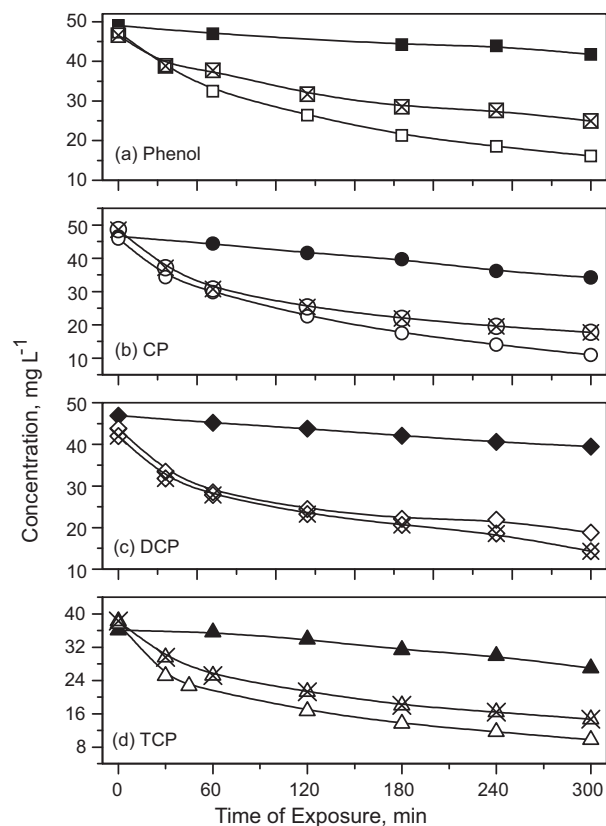 50
40
30
20
10
(a) Phenol
50
40
30
20
10
(b) CP
50
40
30
20
10
(c) DCP
40
32
24
16
8
(d) TCP
0 60 120 180 240 300
Time of Exposure, min
Concentration, mg L⁻¹